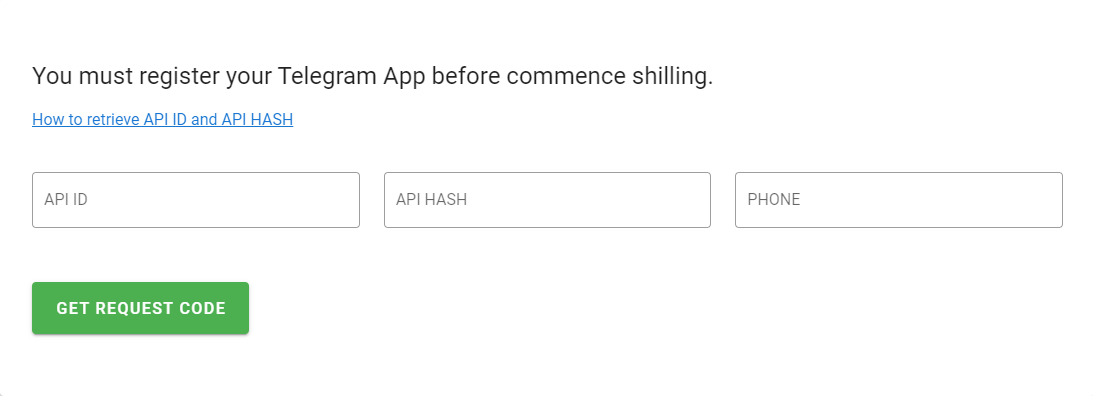 You must register your Telegram App before commence shilling.
How to retrieve API ID and API HASH
API ID
API HASH
PHONE
GET REQUEST CODE